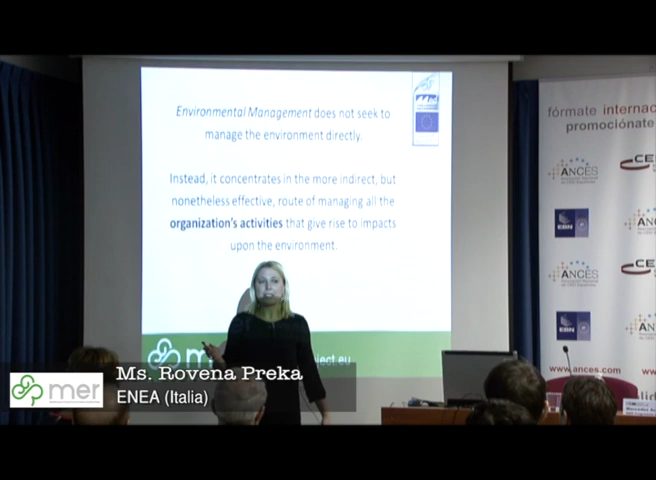 Environmental Management does not seek to
manage the environment directly.
Instead, it concentrates in the more indirect, but
nonetheless effective, route of managing all the
organization's activities that give rise to impacts
upon the environment.
fórmate internac
promociónate
ANCES
CE
EBN
AN
ANCES
CE
EBN
AN
www.ances.com
mer
Ms. Rovena Preka
ENEA (Italia)